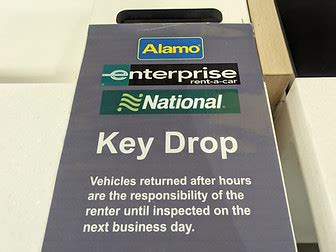 Alamo
enterprise
rent-a-car
National
Key Drop
Vehicles returned after hours
are the responsibility of the
renter until inspected on the
next business day.